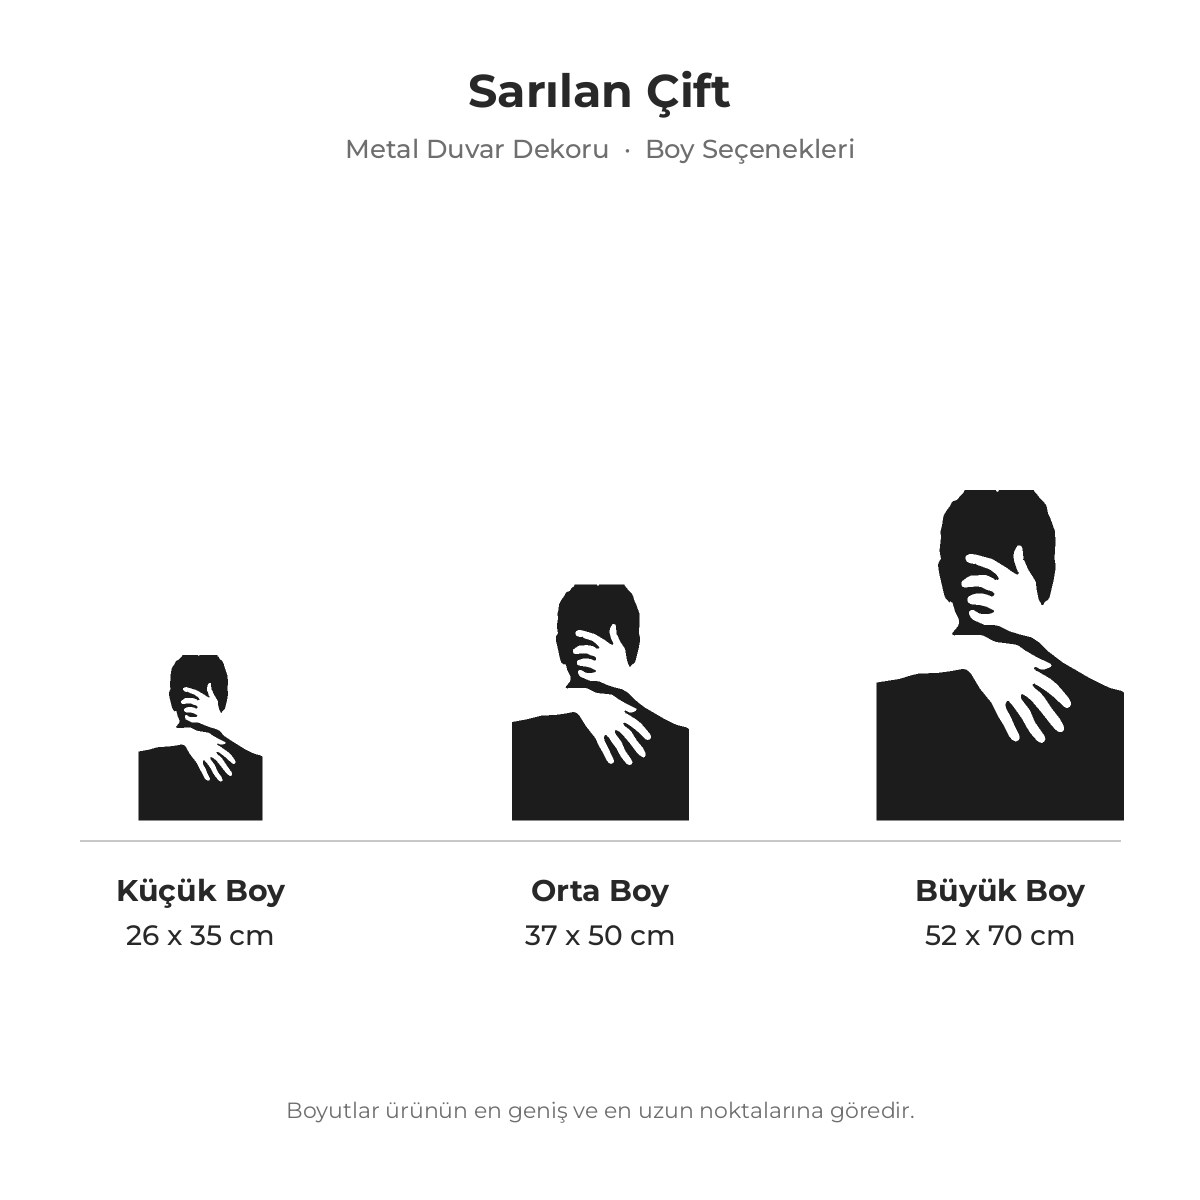 Sarılan Çift
Metal Duvar Dekoru · Boy Seçenekleri
Küçük Boy
26 x 35 cm
Orta Boy
37 x 50 cm
Büyük Boy
52 x 70 cm
Boyutlar ürünün en geniş ve en uzun noktalarına göredir.